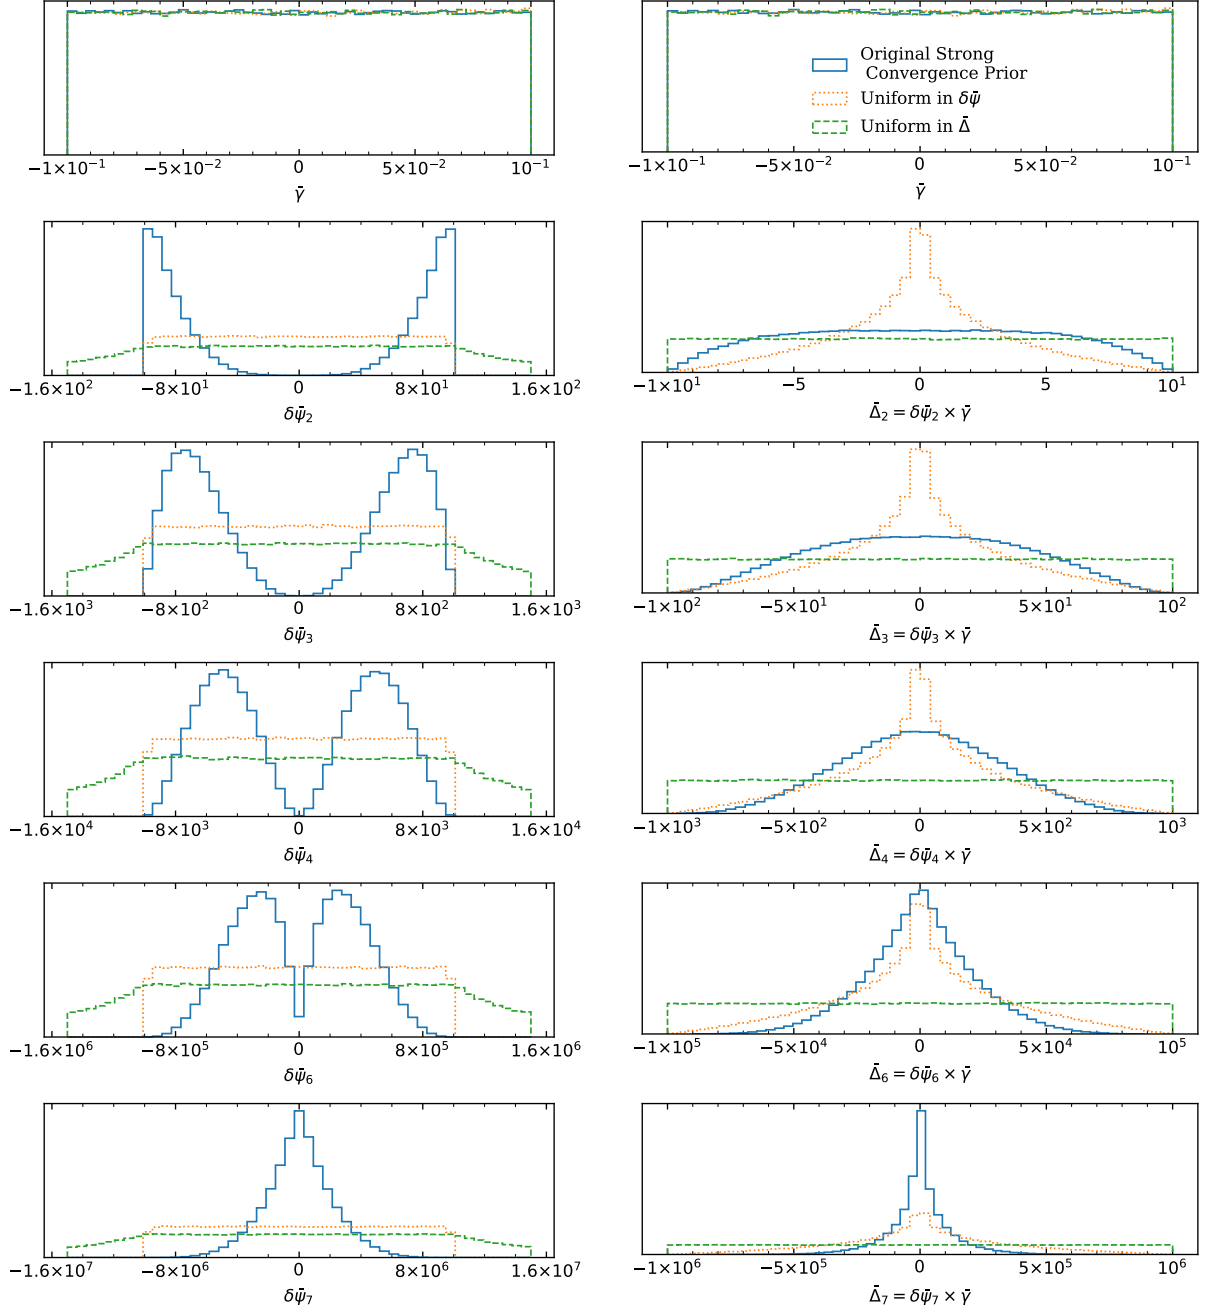 −1×10⁻¹ −5×10⁻² 0 5×10⁻² 10⁻¹
γ̄
−1×10⁻¹ −5×10⁻² 0 5×10⁻² 10⁻¹
γ̄
Original Strong
Convergence Prior
Uniform in δψ̄
Uniform in Δ̄
−1.6×10² −8×10¹ 0 8×10¹ 1.6×10²
δψ̄₂
−1×10¹ −5 0 5 10¹
Δ̄₂ = δψ̄₂ × γ̄
−1.6×10³ −8×10² 0 8×10² 1.6×10³
δψ̄₃
−1×10² −5×10¹ 0 5×10¹ 10²
Δ̄₃ = δψ̄₃ × γ̄
−1.6×10⁴ −8×10³ 0 8×10³ 1.6×10⁴
δψ̄₄
−1×10³ −5×10² 0 5×10² 10³
Δ̄₄ = δψ̄₄ × γ̄
−1.6×10⁶ −8×10⁵ 0 8×10⁵ 1.6×10⁶
δψ̄₆
−1×10⁵ −5×10⁴ 0 5×10⁴ 10⁵
Δ̄₆ = δψ̄₆ × γ̄
−1.6×10⁷ −8×10⁶ 0 8×10⁶ 1.6×10⁷
δψ̄₇
−1×10⁶ −5×10⁵ 0 5×10⁵ 10⁶
Δ̄₇ = δψ̄₇ × γ̄